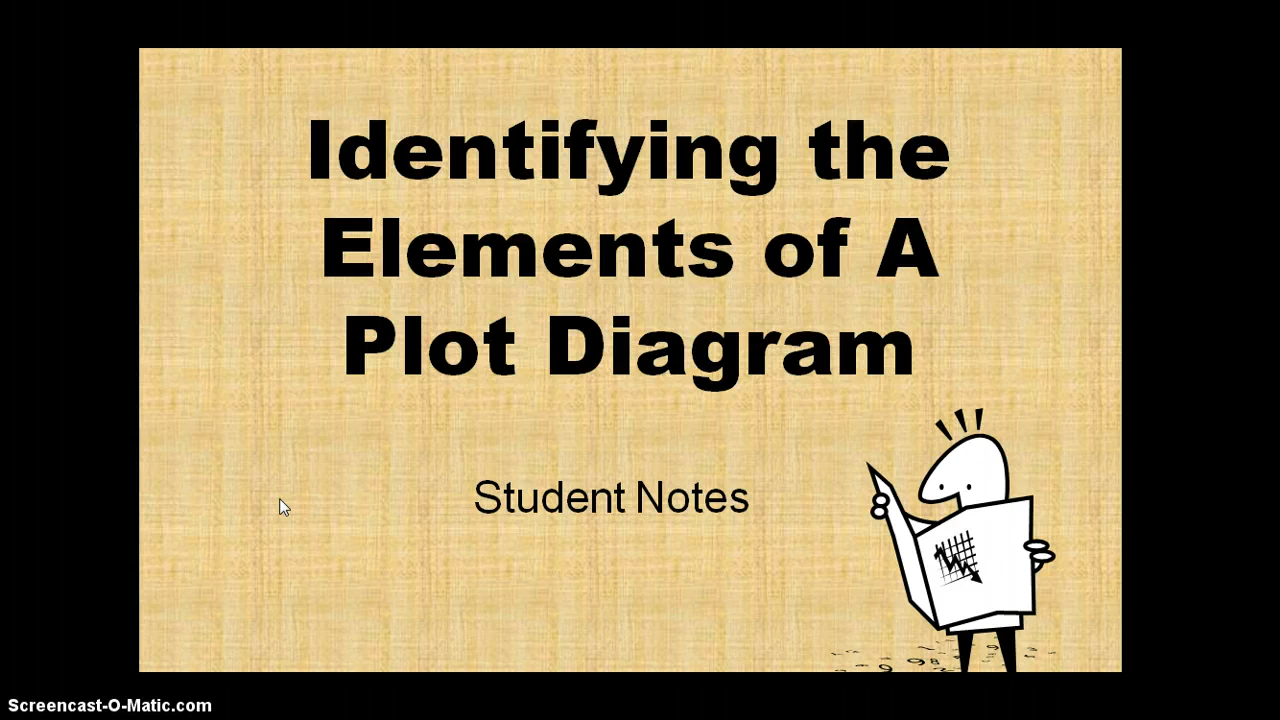 Identifying the
Elements of A
Plot Diagram
Student Notes
Screencast-O-Matic.com